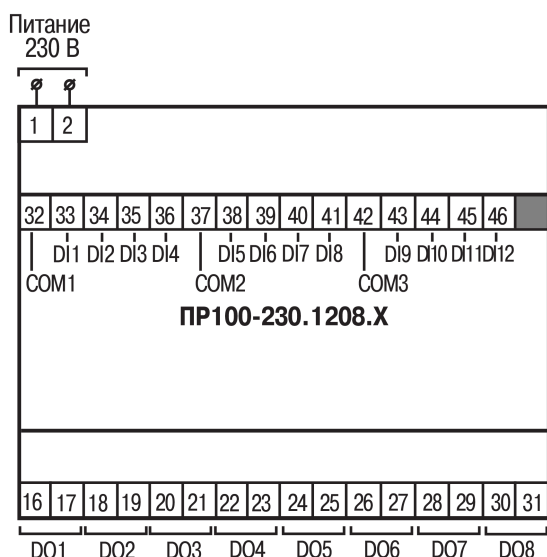 Питание
230 В
1 2
32 33 34 35 36 37 38 39 40 41 42 43 44 45 46
DI1 DI2 DI3 DI4 DI5 DI6 DI7 DI8 DI9 DI10 DI11 DI12
COM1 COM2 COM3
ПР100-230.1208.Х
16 17 18 19 20 21 22 23 24 25 26 27 28 29 30 31
DO1 DO2 DO3 DO4 DO5 DO6 DO7 DO8